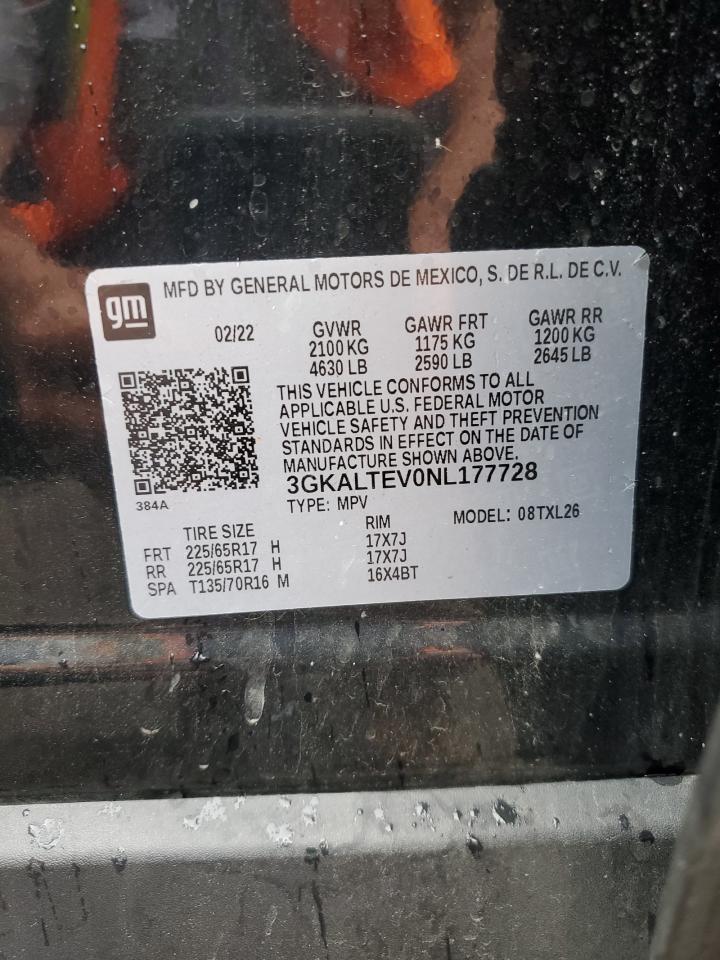 gm
MFD BY GENERAL MOTORS DE MEXICO, S. DE R.L. DE C.V.
02/22
GVWR GAWR FRT GAWR RR
2100 KG 1175 KG 1200 KG
4630 LB 2590 LB 2645 LB
THIS VEHICLE CONFORMS TO ALL
APPLICABLE U.S. FEDERAL MOTOR
VEHICLE SAFETY AND THEFT PREVENTION
STANDARDS IN EFFECT ON THE DATE OF
MANUFACTURE SHOWN ABOVE.
3GKALTEV0NL177728
384A
TYPE: MPV
MODEL: 08TXL26
TIRE SIZE RIM
FRT 225/65R17 H 17X7J
RR 225/65R17 H 17X7J
SPA T135/70R16 M 16X4BT